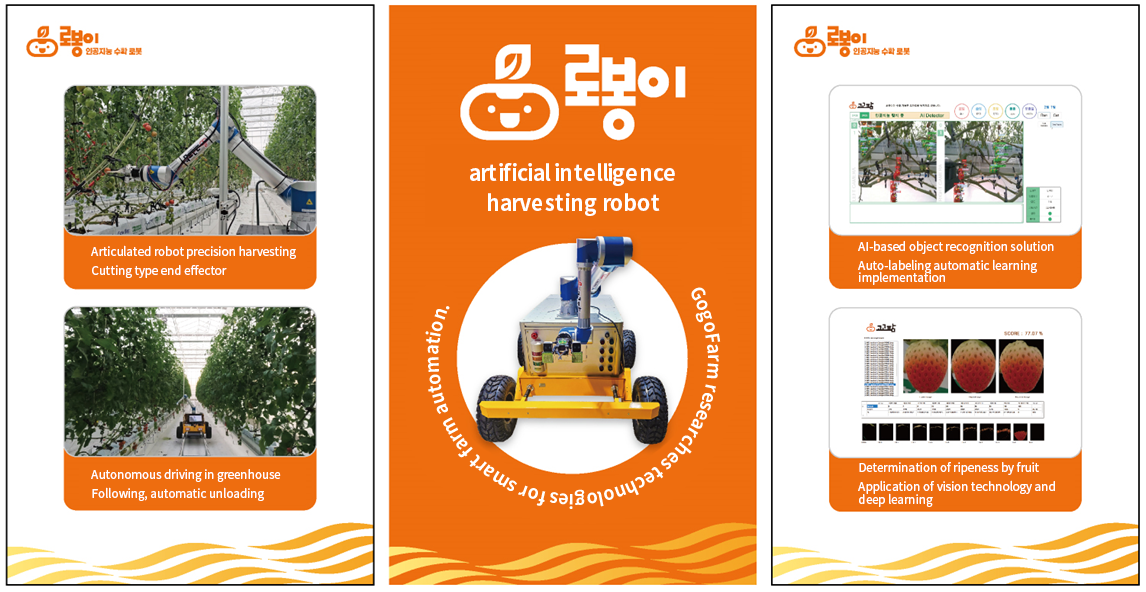 로봉이
인공지능 수확 로봇
Articulated robot precision harvesting
Cutting type end effector
Autonomous driving in greenhouse
Following, automatic unloading
로봉이
artificial intelligence
harvesting robot
GogoFarm researches technologies for smart farm automation.
로봉이
인공지능 수확 로봇
AI Detector
AI-based object recognition solution
Auto-labeling automatic learning
implementation
SCORE : 77.07 %
Determination of ripeness by fruit
Application of vision technology and
deep learning